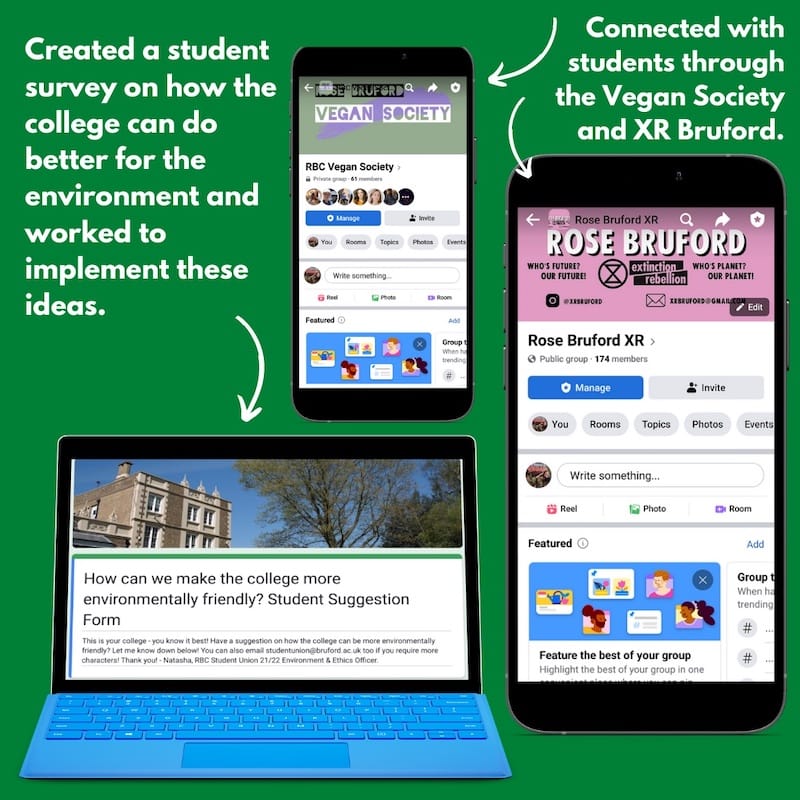 Created a student
survey on how the
college can do
better for the
environment and
worked to
implement these
ideas.
Connected with
students through
the Vegan Society
and XR Bruford.
ROSE BRUFORD
VEGAN SOCIETY
RBC Vegan Society
Private group · 61 members
Manage
Invite
You
Rooms
Topics
Photos
Events
Write something...
Reel
Photo
Room
Featured
Add
Group t
When ha
trending
#
Rose Bruford XR
ROSE BRUFORD
WHO'S FUTURE?
OUR FUTURE!
extinction
rebellion
WHO'S PLANET?
OUR PLANET!
@XRBRUFORD
XRBRUFORD@GMAIL.COM
Edit
Rose Bruford XR
Public group · 174 members
Manage
Invite
You
Rooms
Topics
Photos
Events
Write something...
Reel
Photo
Room
Featured
Add
Feature the best of your group
Highlight the best of your group in one
Group t
When ha
trending
# ...
# ...
How can we make the college more
environmentally friendly? Student Suggestion
Form
This is your college - you know it best! Have a suggestion on how the college can be more environmentally
friendly? Let me know down below! You can also email studentunion@bruford.ac.uk too if you require more
characters! Thank you! - Natasha, RBC Student Union 21/22 Environment & Ethics Officer.